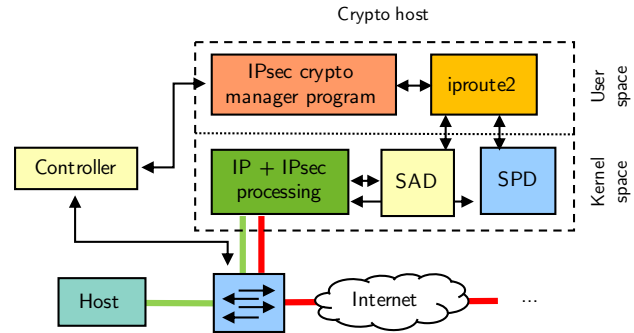 Crypto host
IPsec crypto
manager program
iproute2
User
space
Controller
IP + IPsec
processing
SAD
SPD
Kernel
space
Host
Internet
...